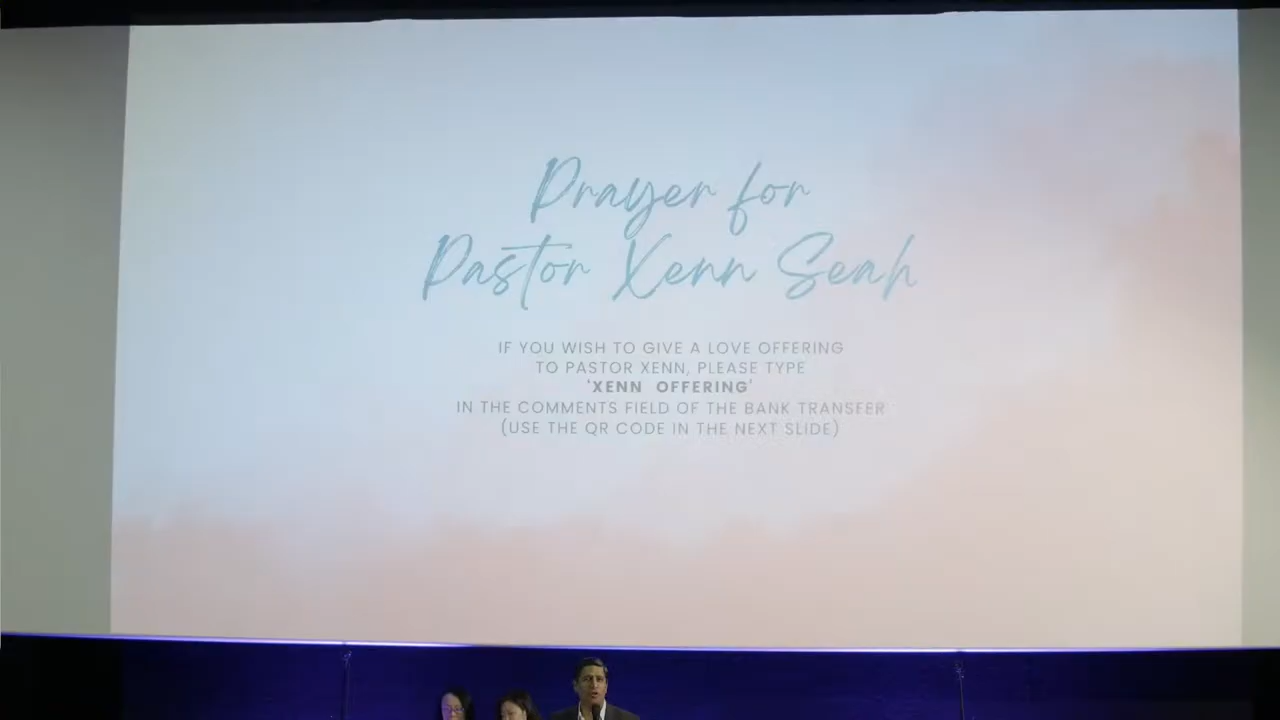 Prayer for
Pastor Xenn Seah
IF YOU WISH TO GIVE A LOVE OFFERING
TO PASTOR XENN, PLEASE TYPE
'XENN OFFERING'
IN THE COMMENTS FIELD OF THE BANK TRANSFER
(USE THE QR CODE IN THE NEXT SLIDE)